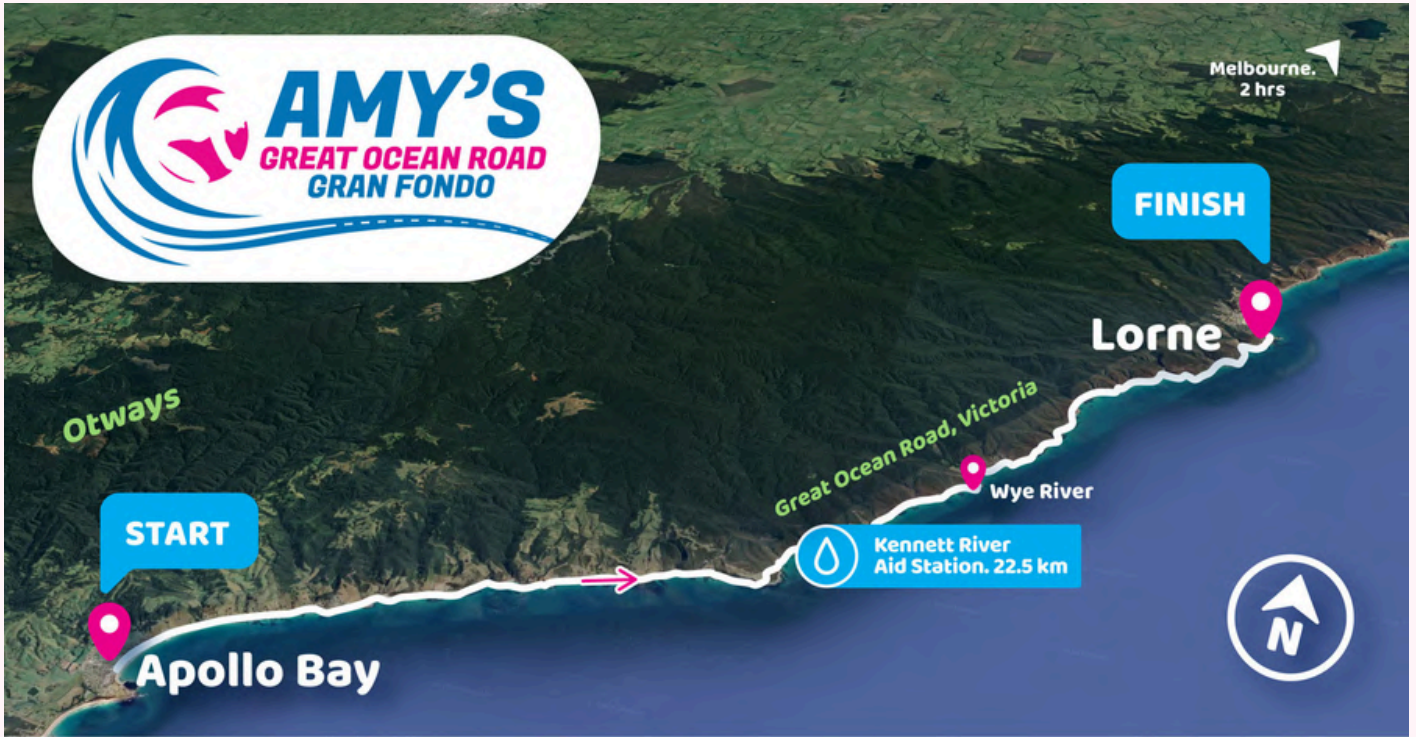 AMY'S
GREAT OCEAN ROAD
GRAN FONDO
Melbourne.
2 hrs
FINISH
Lorne
Otways
Great Ocean Road, Victoria
Wye River
START
Kennett River
Aid Station. 22.5 km
Apollo Bay
N